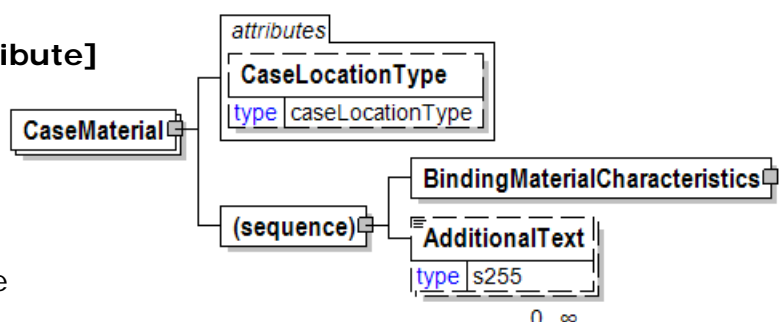 attributes
ibute]
CaseLocationType
type caseLocationType
CaseMaterial
BindingMaterialCharacteristics
(sequence)
AdditionalText
type s255
e
0 ∞